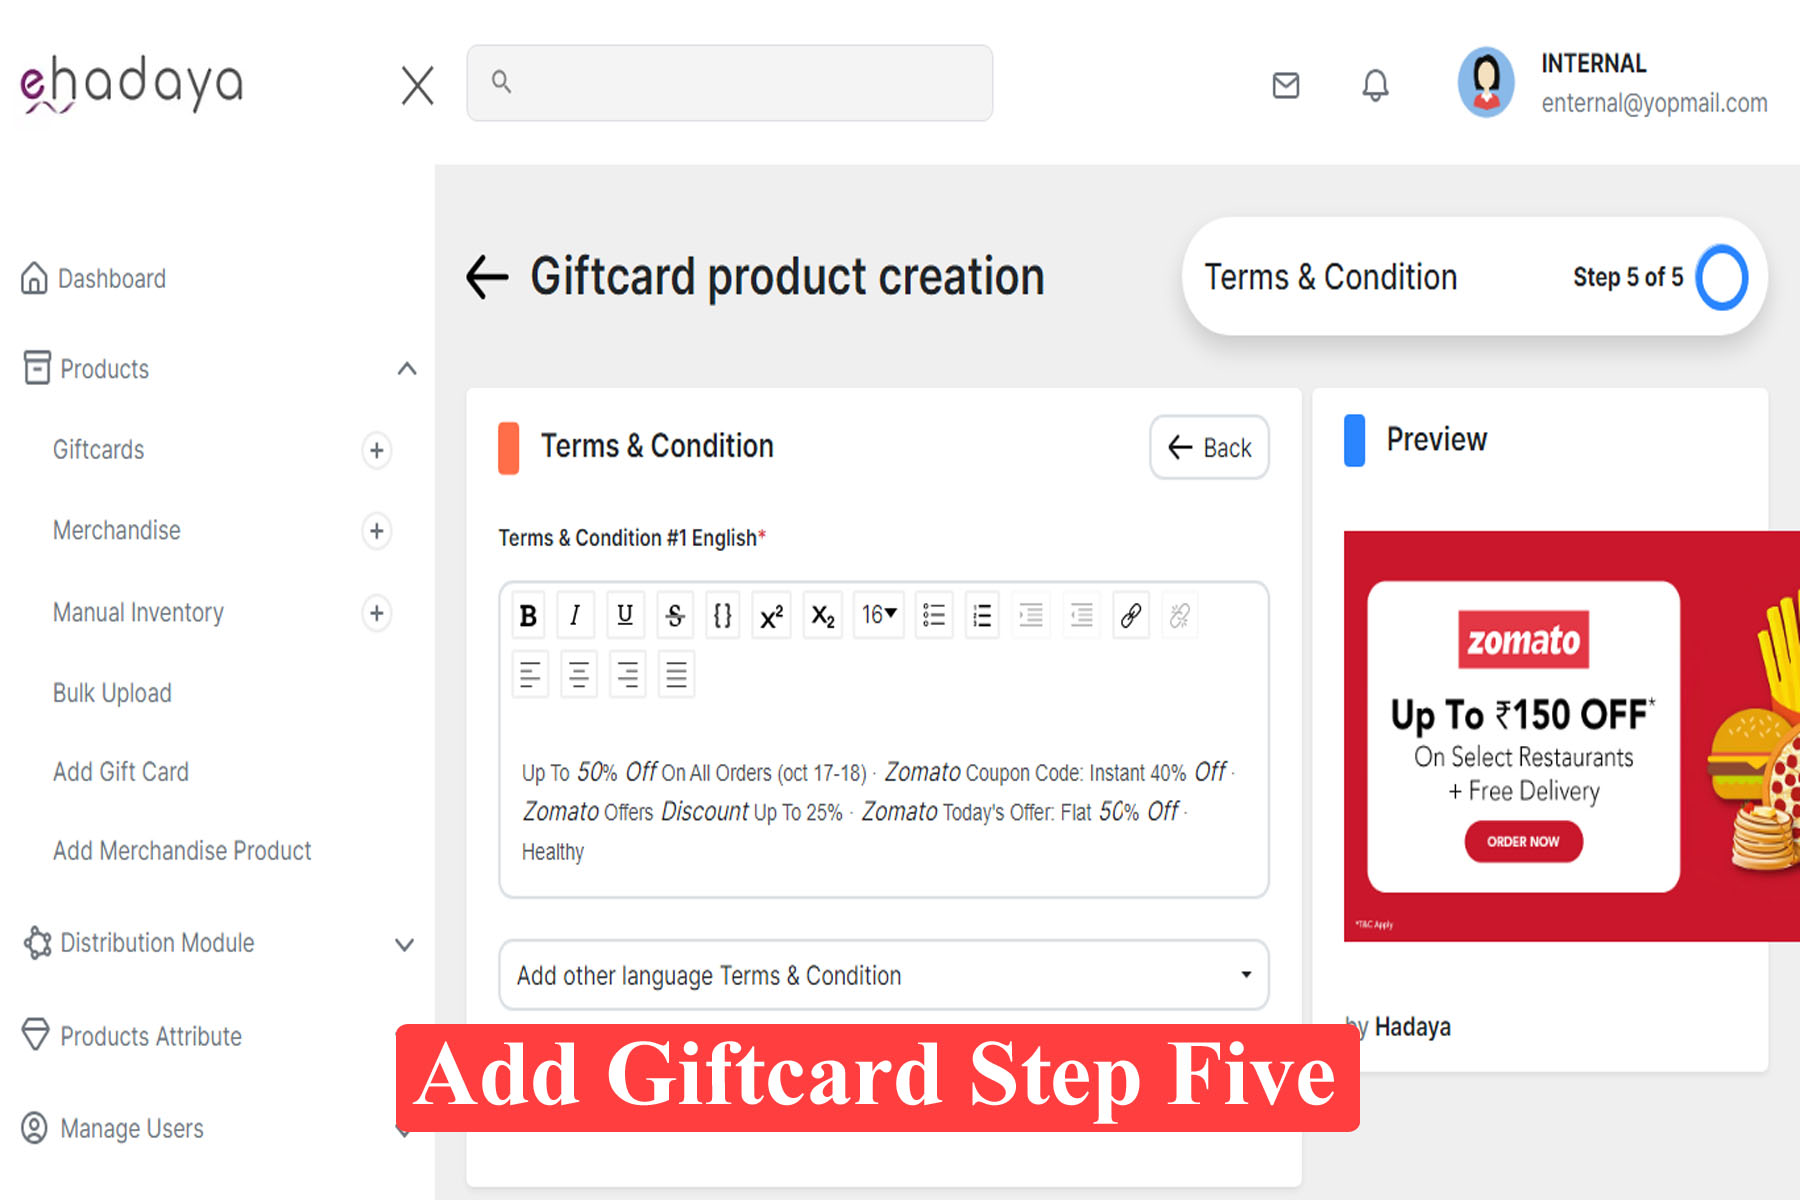 ehadaya
INTERNAL
enternal@yopmail.com
Dashboard
Products
Giftcards
Merchandise
Manual Inventory
Bulk Upload
Add Gift Card
Add Merchandise Product
Distribution Module
Products Attribute
Manage Users
Giftcard product creation
Terms & Condition
Step 5 of 5
Terms & Condition
Back
Terms & Condition #1 English*
B I U S {} x² X₂ 16
Up To 50% Off On All Orders (oct 17-18) · Zomato Coupon Code: Instant 40% Off ·
Zomato Offers Discount Up To 25% · Zomato Today's Offer: Flat 50% Off ·
Healthy
Add other language Terms & Condition
Preview
zomato
Up To ₹150 OFF*
On Select Restaurants
+ Free Delivery
ORDER NOW
*T&C Apply
by Hadaya
Add Giftcard Step Five